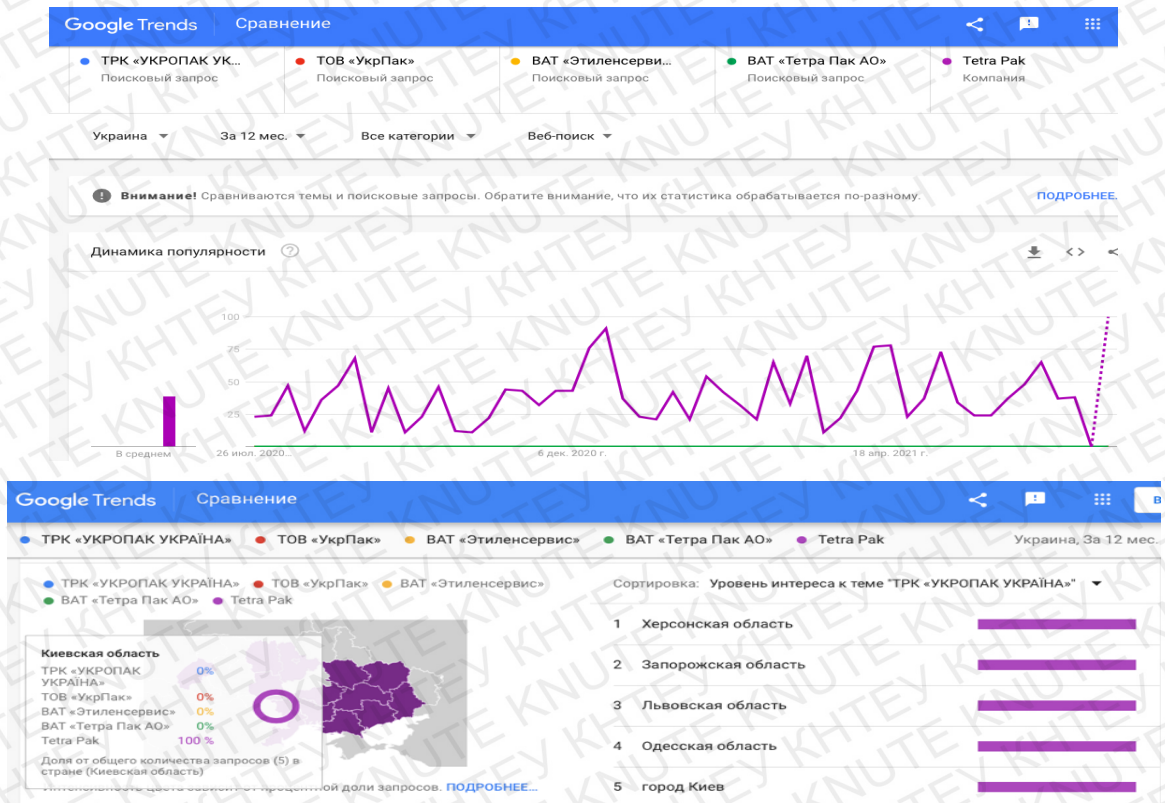 Google Trends Сравнение
ТРК «УКРОПАК УК... ТОВ «УкрПак» ВАТ «Этиленсерви... ВАТ «Тетра Пак АО» Tetra Pak
Поисковый запрос Поисковый запрос Поисковый запрос Поисковый запрос Компания
Украина За 12 мес. Все категории Веб-поиск
Внимание! Сравниваются темы и поисковые запросы. Обратите внимание, что их статистика обрабатывается по-разному. ПОДРОБНЕЕ.
Динамика популярности
100
75
50
25
В среднем 26 июл. 2020... 6 дек. 2020 г. 18 апр. 2021 г.
Google Trends Сравнение В
ТРК «УКРОПАК УКРАЇНА» ТОВ «УкрПак» ВАТ «Этиленсервис» ВАТ «Тетра Пак АО» Tetra Pak Украина, За 12 мес.
ТРК «УКРОПАК УКРАЇНА» ТОВ «УкрПак» ВАТ «Этиленсервис»
ВАТ «Тетра Пак АО» Tetra Pak
Сортировка: Уровень интереса к теме "ТРК «УКРОПАК УКРАЇНА»"
Киевская область
ТРК «УКРОПАК УКРАЇНА» 0%
ТОВ «УкрПак» 0%
ВАТ «Этиленсервис» 0%
ВАТ «Тетра Пак АО» 0%
Tetra Pak 100 %
Доля от общего количества запросов (5) в
стране (Киевская область)
ной доли запросов. ПОДРОБНЕЕ...
1 Херсонская область
2 Запорожская область
3 Львовская область
4 Одесская область
5 город Киев
KNUTEY KNUTEY KNUTEY